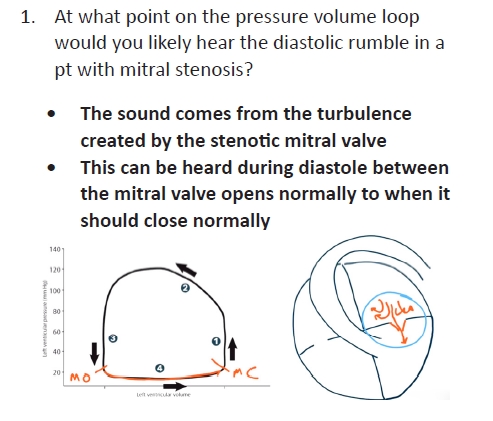 1. At what point on the pressure volume loop
would you likely hear the diastolic rumble in a
pt with mitral stenosis?
• The sound comes from the turbulence
created by the stenotic mitral valve
• This can be heard during diastole between
the mitral valve opens normally to when it
should close normally
140
120
100
80
60
40
20
Left ventricular pressure (mm Hg)
2
3
1
4
MO
MC
Left ventricular volume